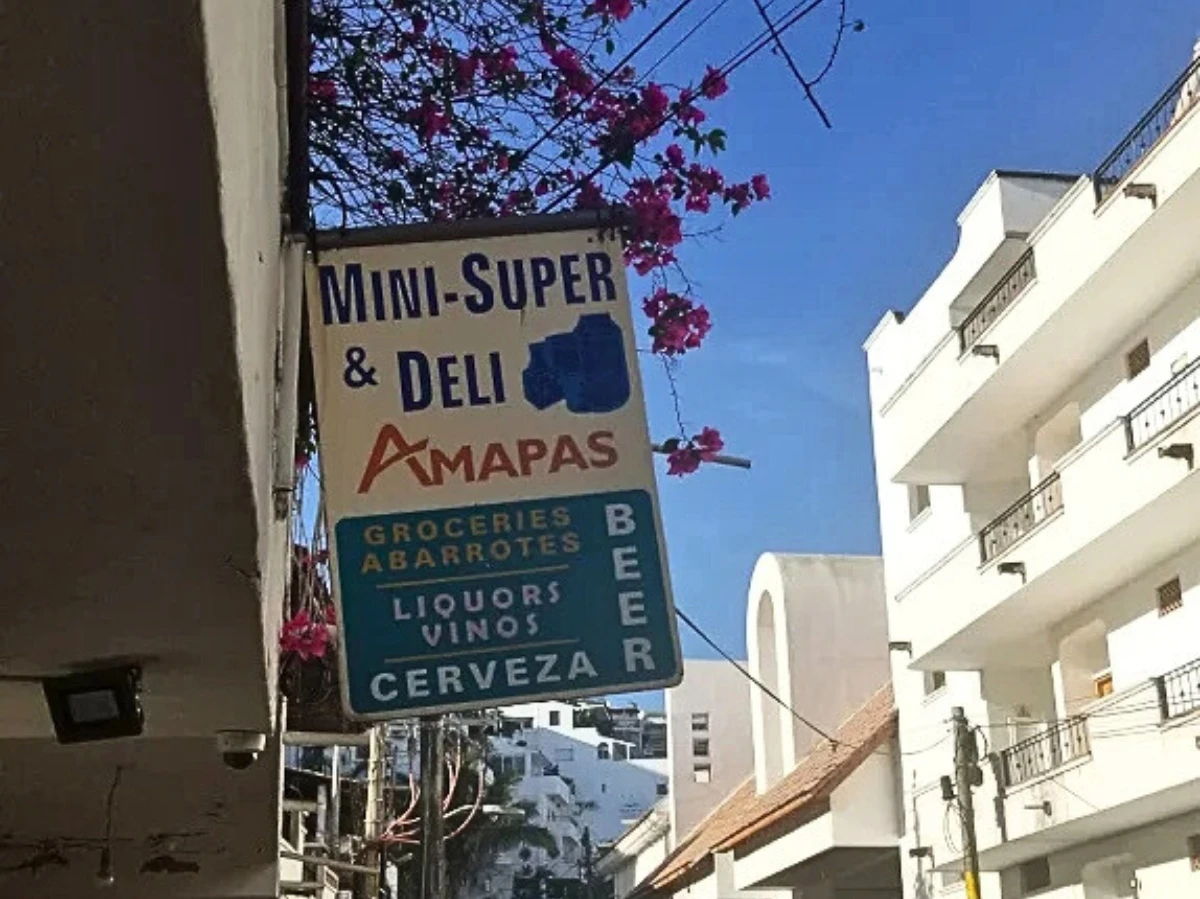 MINI-SUPER
& DELI
AMAPAS
GROCERIES
ABARROTES
LIQUORS
VINOS
CERVEZA
BEER